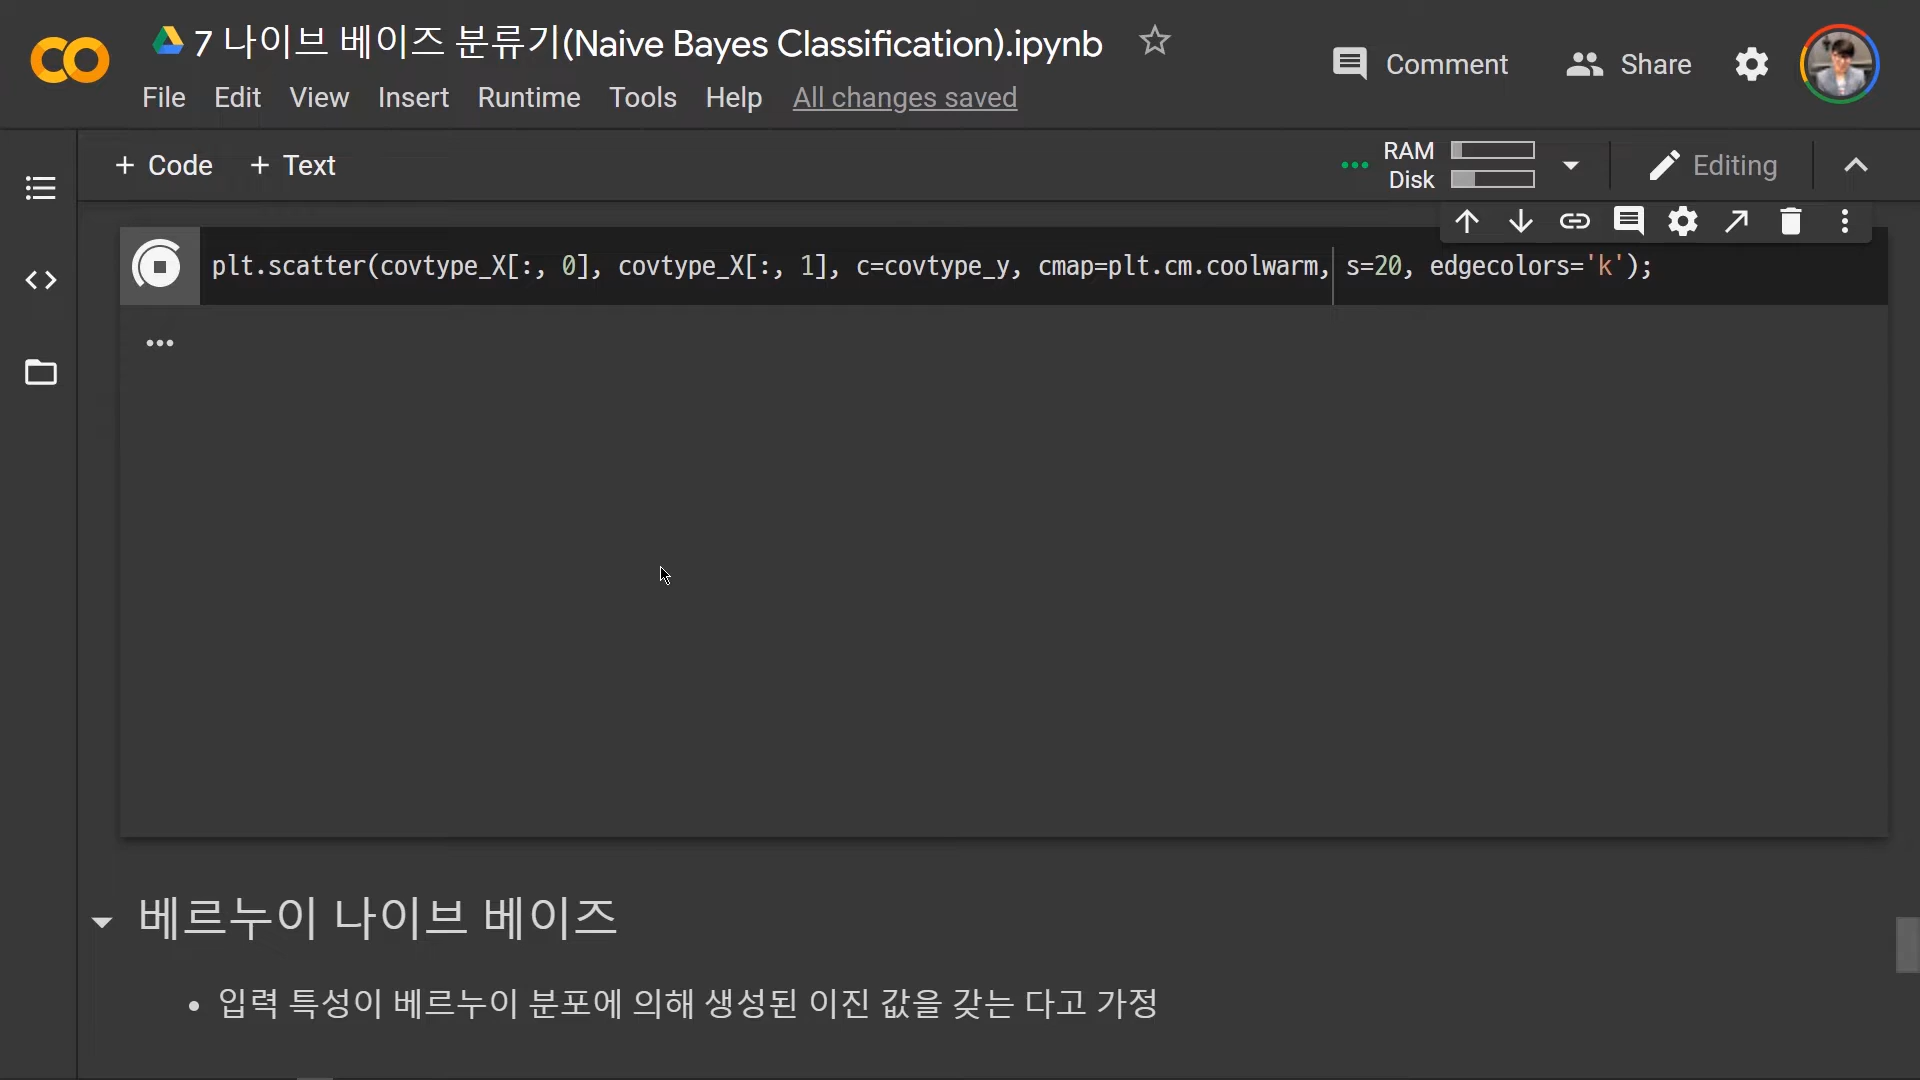 7 나이브 베이즈 분류기(Naive Bayes Classification).ipynb
Comment
Share
File Edit View Insert Runtime Tools Help All changes saved
+ Code + Text
RAM
Disk
Editing
plt.scatter(covtype_X[:, 0], covtype_X[:, 1], c=covtype_y, cmap=plt.cm.coolwarm, s=20, edgecolors='k');
베르누이 나이브 베이즈
• 입력 특성이 베르누이 분포에 의해 생성된 이진 값을 갖는 다고 가정